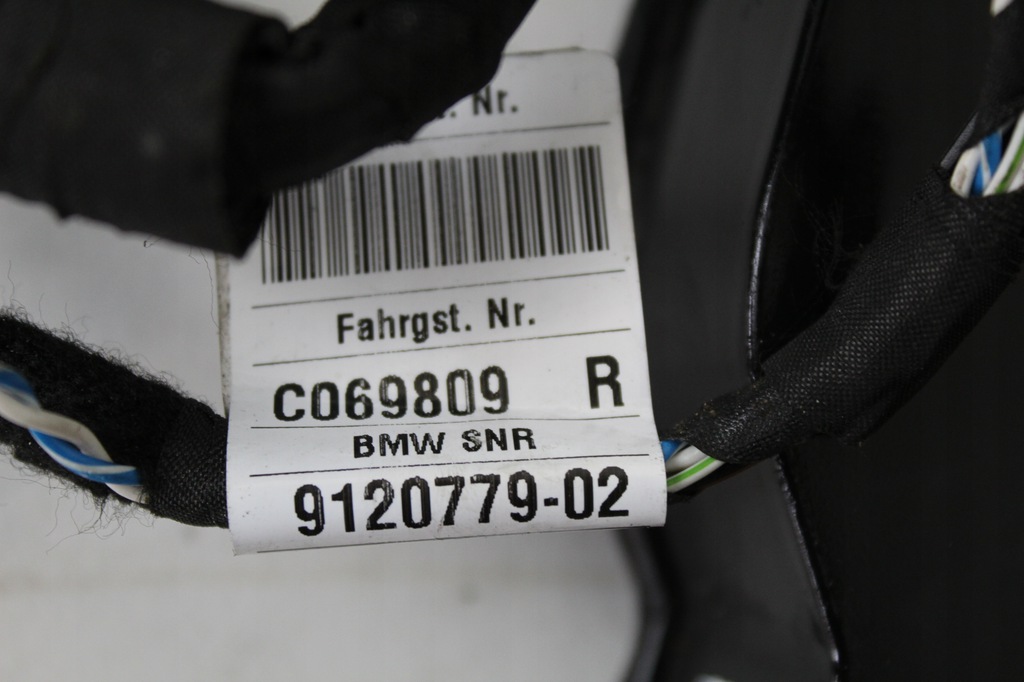 Nr.
Fahrgst. Nr.
C069809 R
BMW SNR
9120779-02